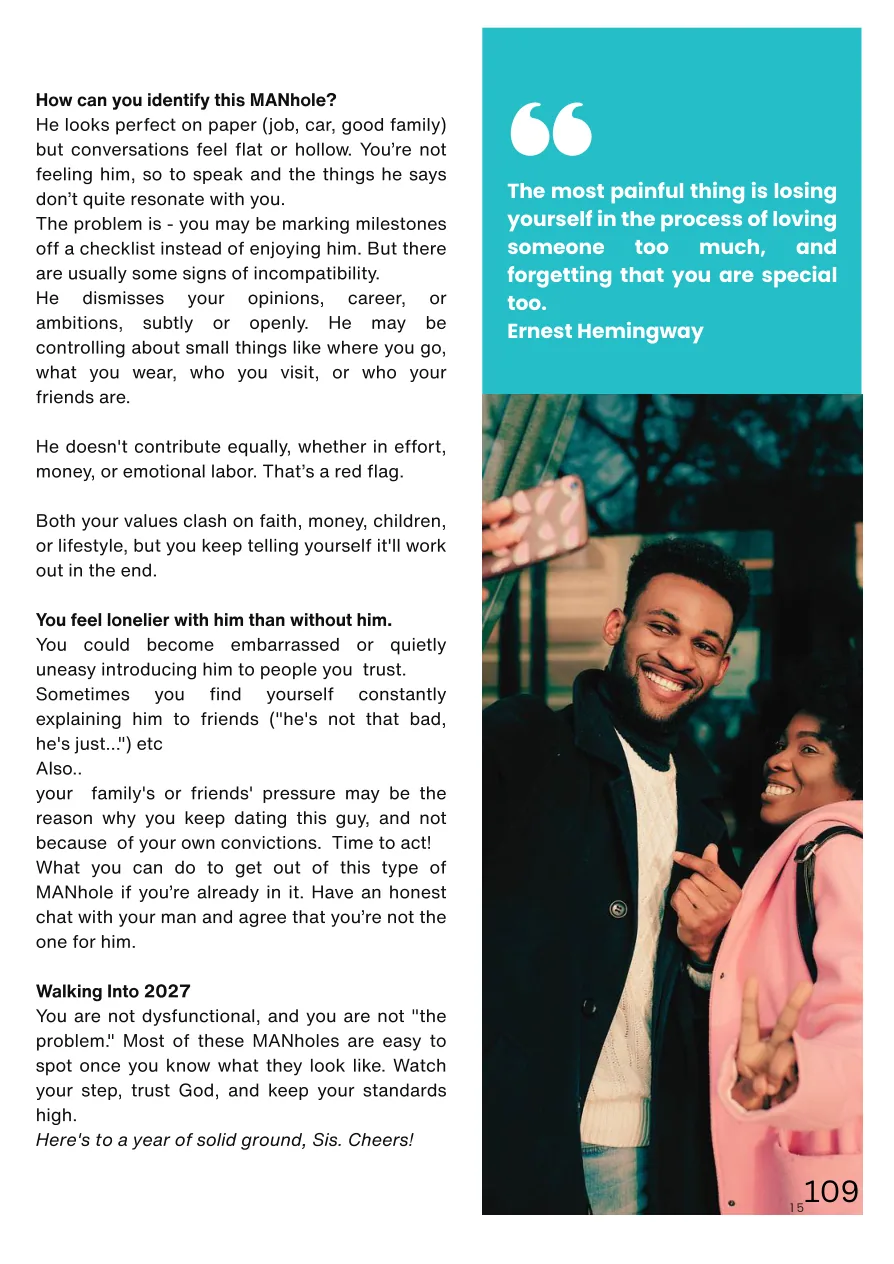 How can you identify this MANhole?
He looks perfect on paper (job, car, good family)
but conversations feel flat or hollow. You’re not
feeling him, so to speak and the things he says
don’t quite resonate with you.
The problem is - you may be marking milestones
off a checklist instead of enjoying him. But there
are usually some signs of incompatibility.
He dismisses your opinions, career, or
ambitions, subtly or openly. He may be
controlling about small things like where you go,
what you wear, who you visit, or who your
friends are.
He doesn't contribute equally, whether in effort,
money, or emotional labor. That’s a red flag.
Both your values clash on faith, money, children,
or lifestyle, but you keep telling yourself it'll work
out in the end.
You feel lonelier with him than without him.
You could become embarrassed or quietly
uneasy introducing him to people you  trust.
Sometimes you find yourself constantly
explaining him to friends ("he's not that bad,
he's just...") etc
Also..
your  family's or friends' pressure may be the
reason why you keep dating this guy, and not
because  of your own convictions.  Time to act!
What you can do to get out of this type of
MANhole if you’re already in it. Have an honest
chat with your man and agree that you’re not the
one for him.
Walking Into 2027
You are not dysfunctional, and you are not "the
problem." Most of these MANholes are easy to
spot once you know what they look like. Watch
your step, trust God, and keep your standards
high.
Here's to a year of solid ground, Sis. Cheers!
“
The most painful thing is losing
yourself in the process of loving
someone too much, and
forgetting that you are special
too.
Ernest Hemingway
15
109